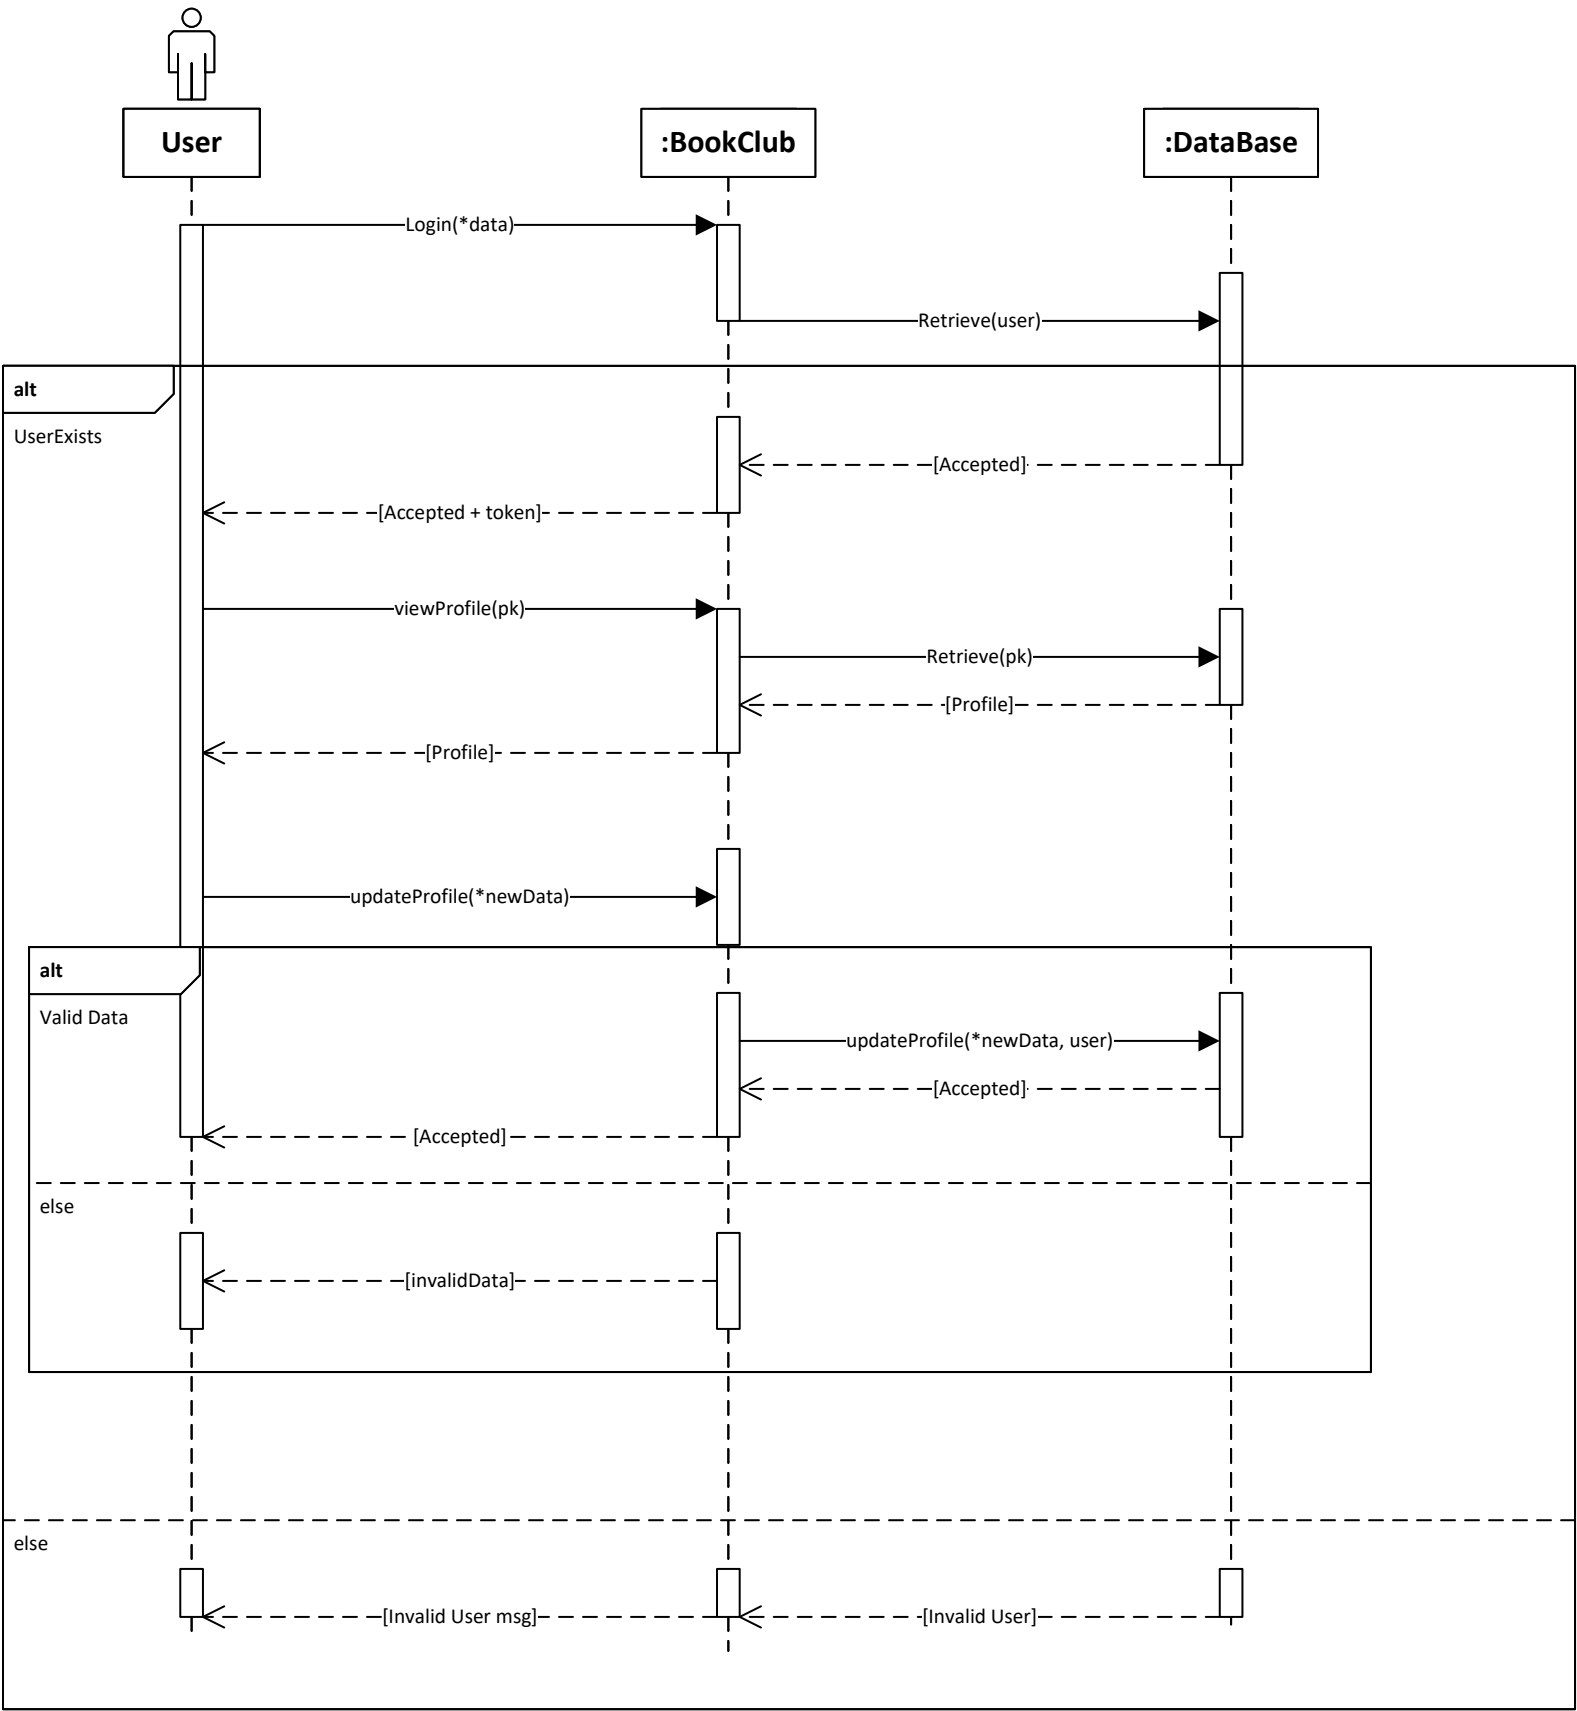 User
:BookClub
:DataBase
Login(*data)
Retrieve(user)
alt
UserExists
[Accepted]
[Accepted + token]
viewProfile(pk)
Retrieve(pk)
[Profile]
[Profile]
updateProfile(*newData)
alt
Valid Data
updateProfile(*newData, user)
[Accepted]
[Accepted]
else
[invalidData]
else
[Invalid User msg]
[Invalid User]